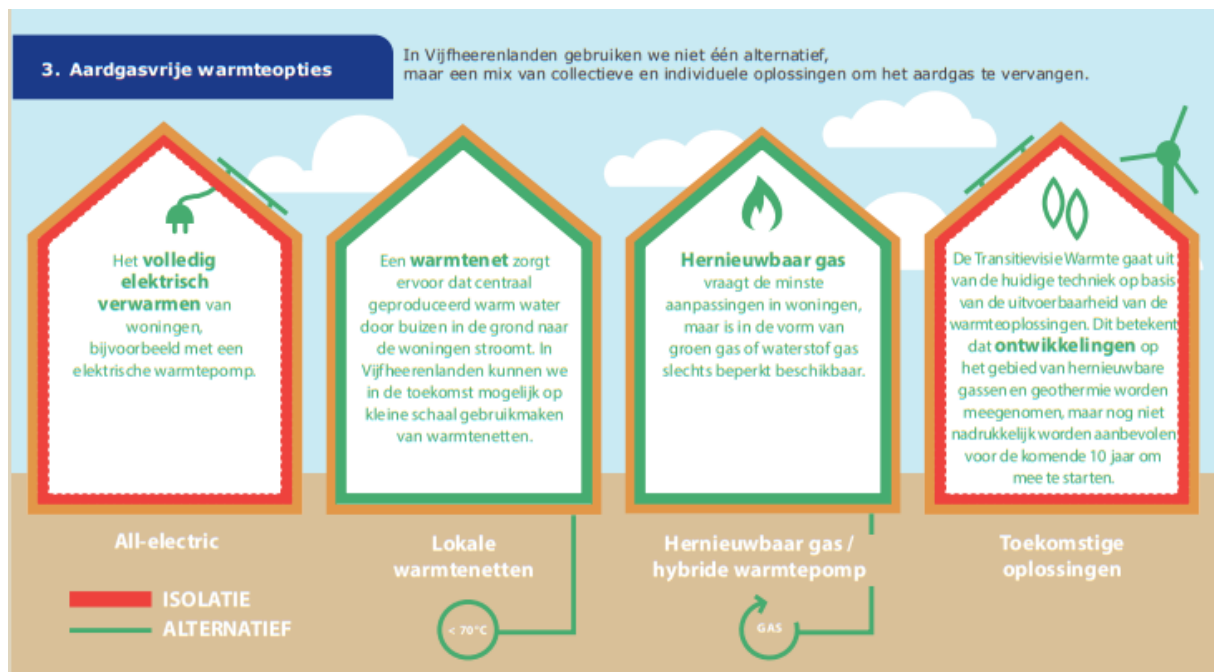 3. Aardgasvrije warmteopties
In Vijfheerenlanden gebruiken we niet één alternatief,
maar een mix van collectieve en individuele oplossingen om het aardgas te vervangen.
Het volledig
elektrisch
verwarmen van
woningen,
bijvoorbeeld met een
elektrische warmtepomp.
All-electric
Een warmtenet zorgt
ervoor dat centraal
geproduceerd warm water
door buizen in de grond naar
de woningen stroomt. In
Vijfheerenlanden kunnen we
in de toekomst mogelijk op
kleine schaal gebruikmaken
van warmtenetten.
Lokale
warmtenetten
< 70°C
Hernieuwbaar gas
vraagt de minste
aanpassingen in woningen,
maar is in de vorm van
groen gas of waterstof gas
slechts beperkt beschikbaar.
Hernieuwbaar gas /
hybride warmtepomp
GAS
De Transitievisie Warmte gaat uit
van de huidige techniek op basis
van de uitvoerbaarheid van de
warmteoplossingen. Dit betekent
dat ontwikkelingen op
het gebied van hernieuwbare
gassen en geothermie worden
meegenomen, maar nog niet
nadrukkelijk worden aanbevolen
voor de komende 10 jaar om
mee te starten.
Toekomstige
oplossingen
ISOLATIE
ALTERNATIEF